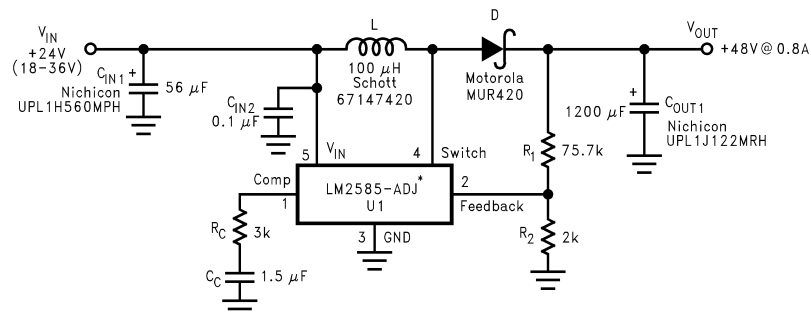 V_IN
+24V
(18-36V)
C_IN1 +
Nichicon
UPL1H560MPH
56 μF
C_IN2
0.1 μF
L
100 μH
Schott
67147420
D
Motorola
MUR420
V_OUT
+48V @ 0.8A
+
1200 μF
C_OUT1
Nichicon
UPL1J122MRH
R_1 75.7k
5 V_IN
4 Switch
Comp
1
LM2585-ADJ*
U1
2
Feedback
3 GND
R_C 3k
C_C 1.5 μF
R_2 2k